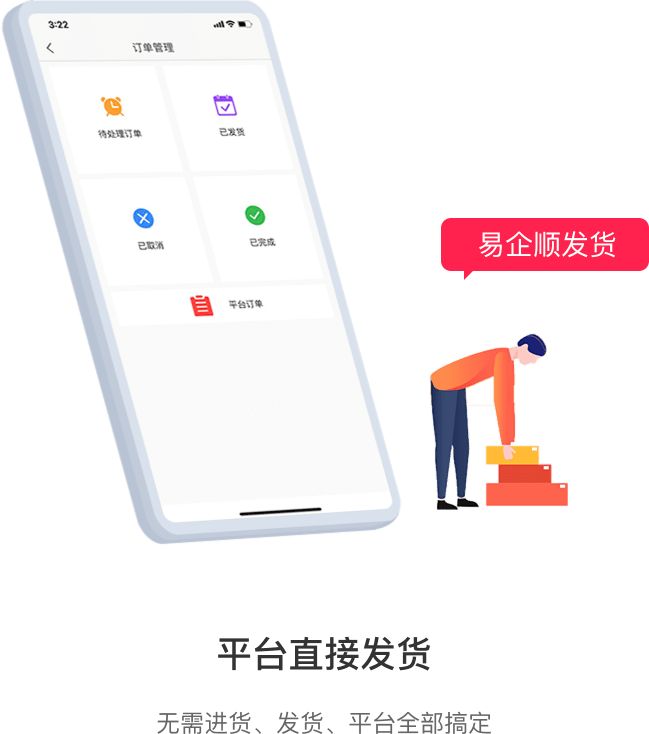 3:22
订单管理
待处理订单
已发货
已取消
已完成
平台订单
易企顺发货
平台直接发货
无需进货、发货、平台全部搞定